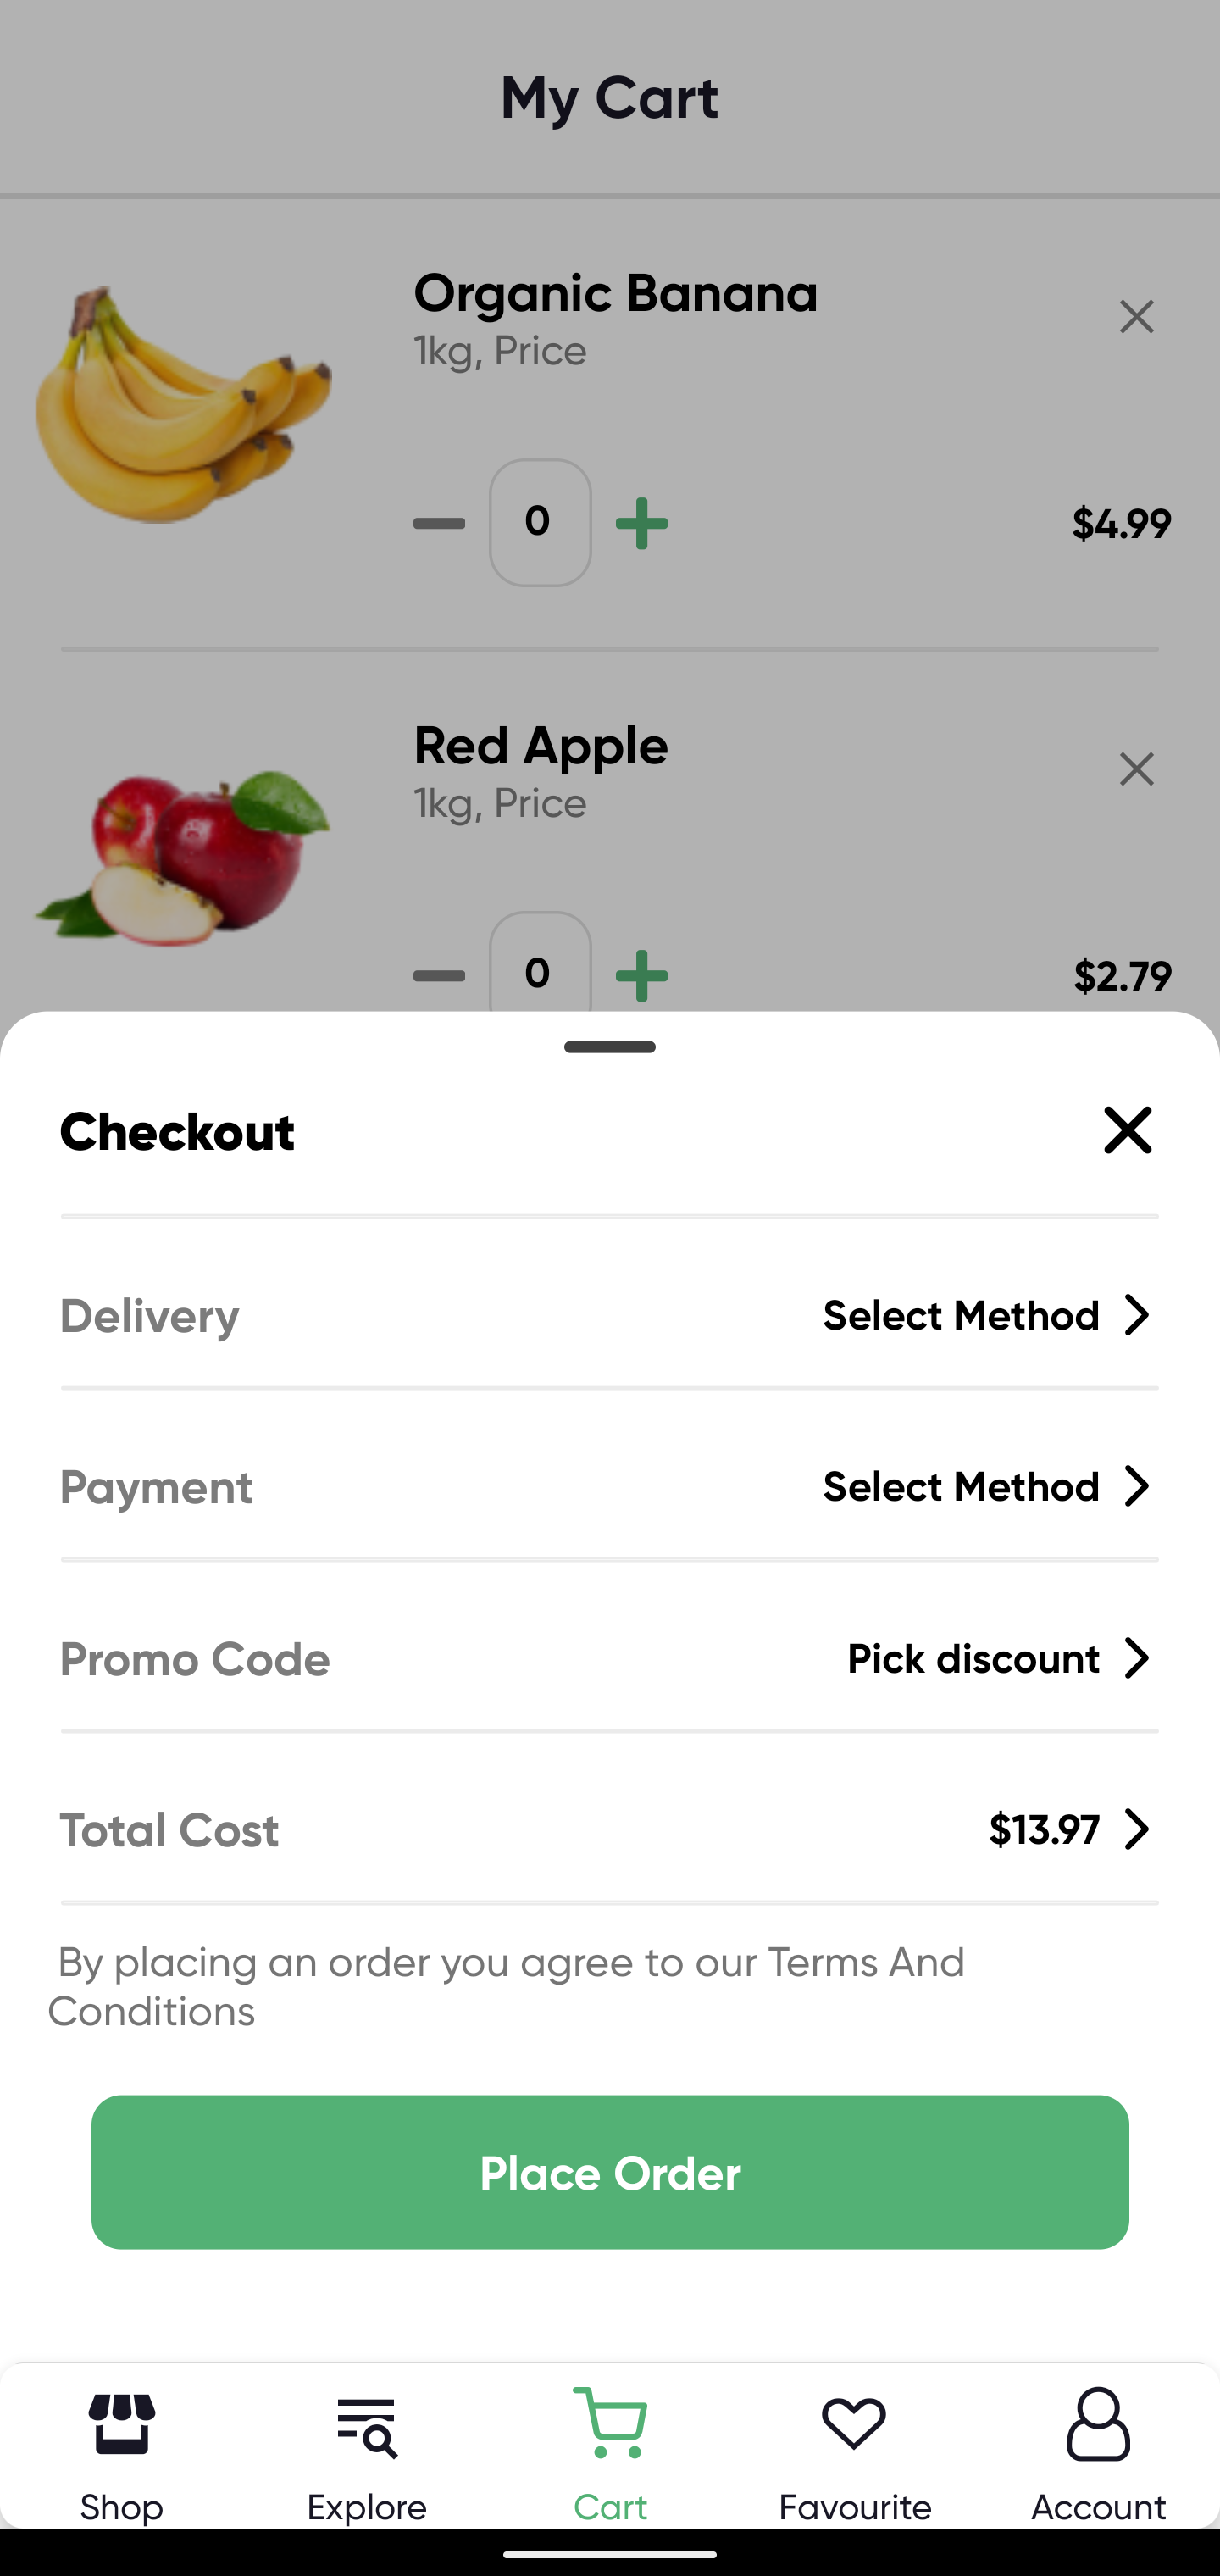 My Cart
Organic Banana
1kg, Price
0
$4.99
Red Apple
1kg, Price
0
$2.79
Checkout
Delivery
Select Method
Payment
Select Method
Promo Code
Pick discount
Total Cost
$13.97
By placing an order you agree to our Terms And
Conditions
Place Order
Shop
Explore
Cart
Favourite
Account